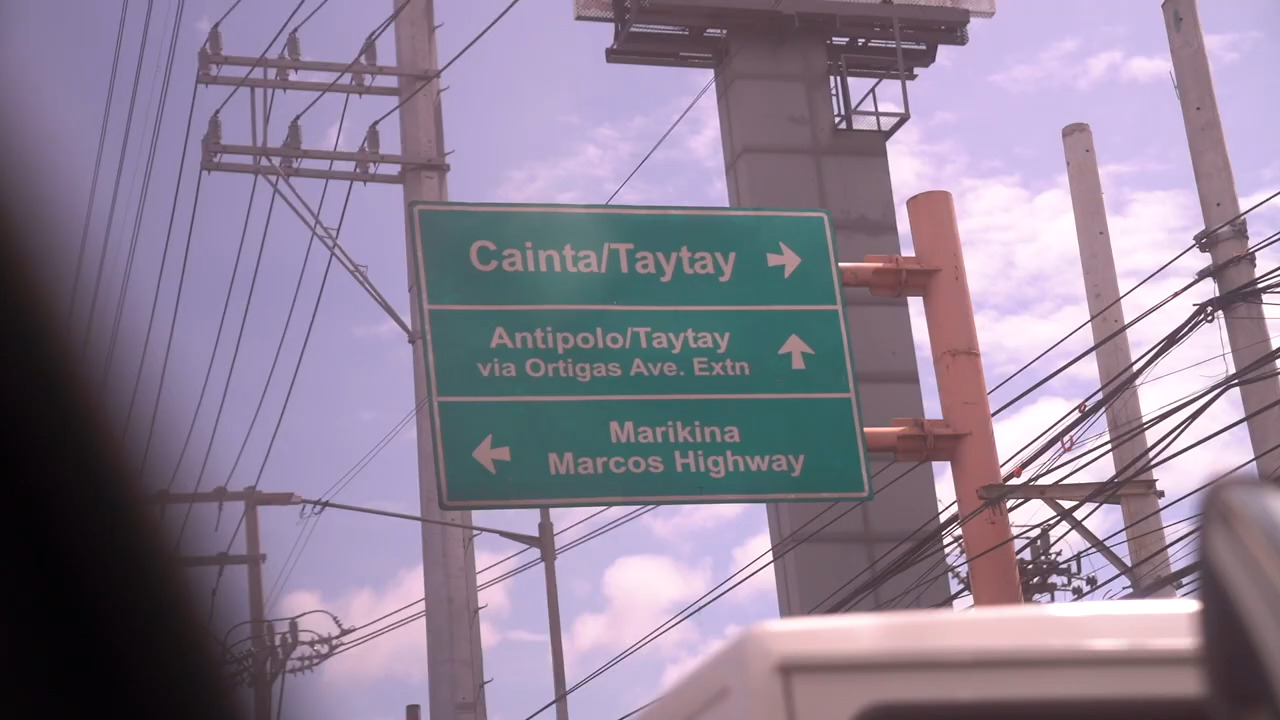 Cainta/Taytay
Antipolo/Taytay
via Ortigas Ave. Extn
Marikina
Marcos Highway